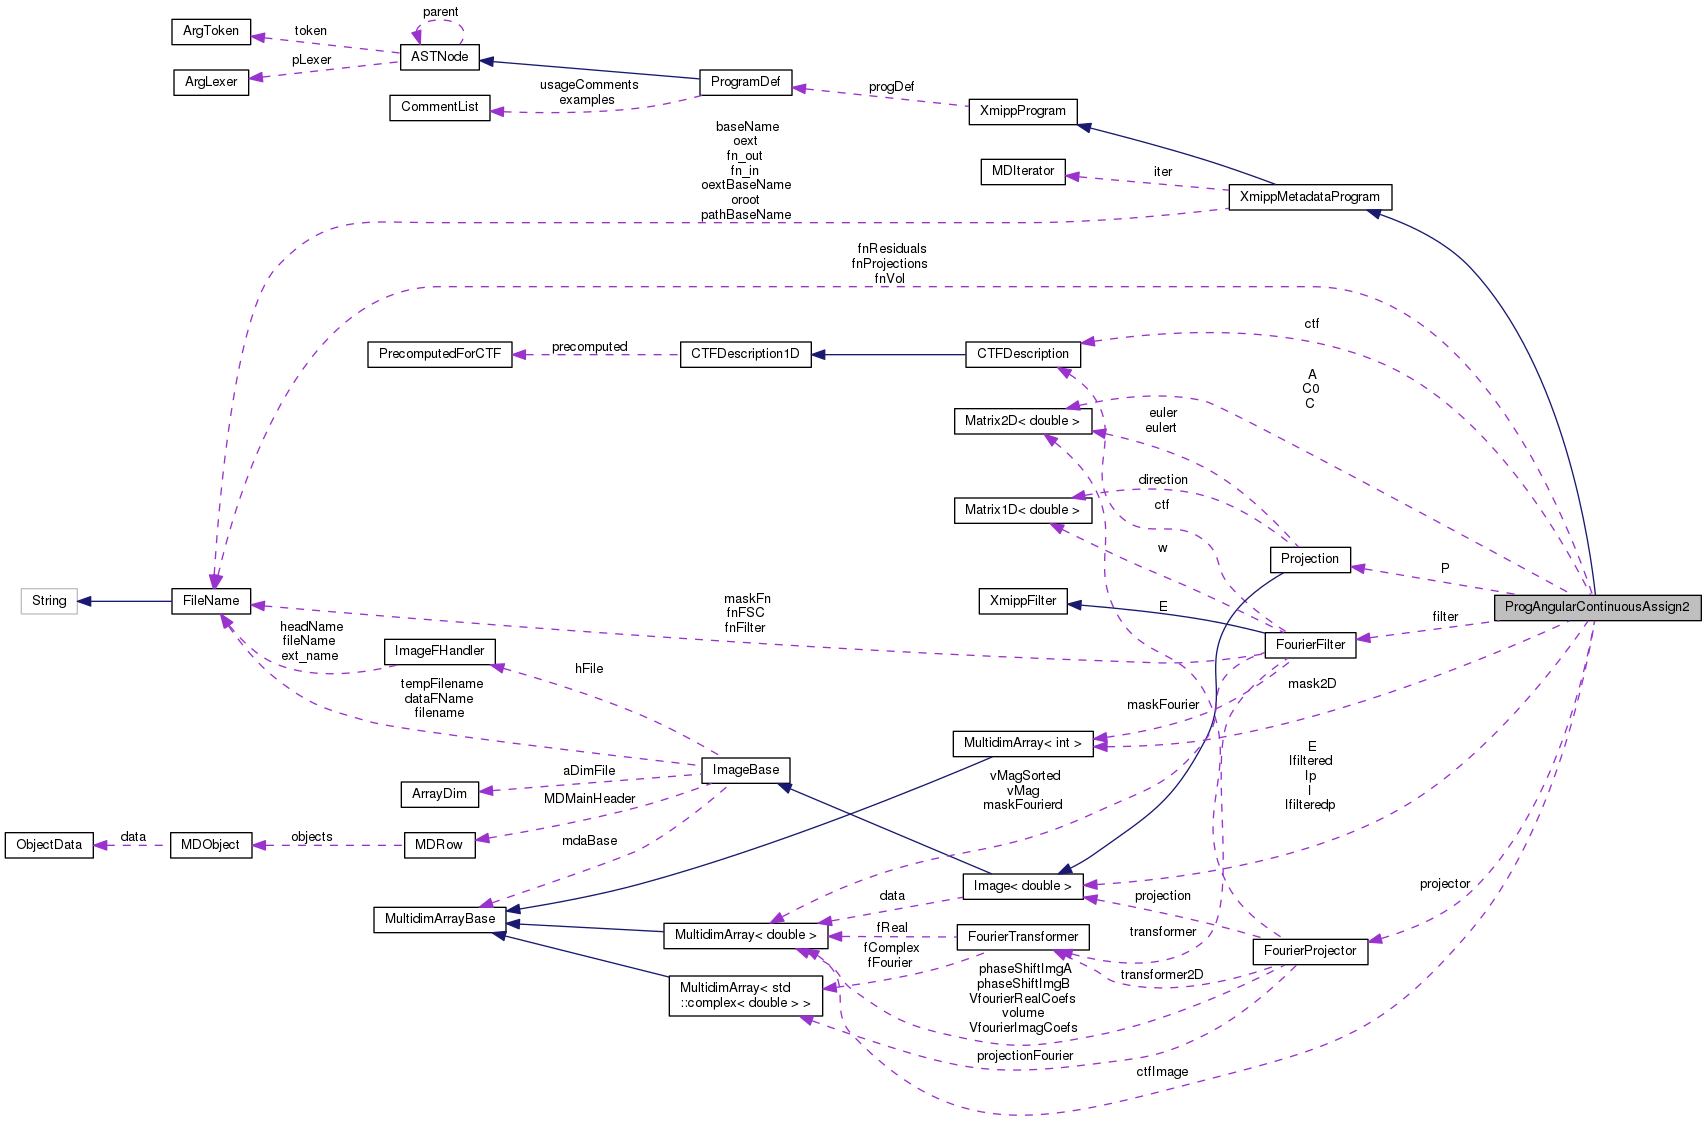 parent
ArgToken
token
ASTNode
pLexer
ArgLexer
ProgramDef
usageComments
examples
CommentList
progDef
XmippProgram
baseName
oext
fn_out
fn_in
oextBaseName
oroot
pathBaseName
MDIterator
iter
XmippMetadataProgram
fnResiduals
fnProjections
fnVol
ctf
PrecomputedForCTF
precomputed
CTFDescription1D
CTFDescription
A
C0
C
Matrix2D< double >
euler
eulert
direction
Matrix1D< double >
ctf
w
Projection
P
String
FileName
maskFn
fnFSC
fnFilter
XmippFilter
E
ProgAngularContinuousAssign2
filter
headName
fileName
ext_name
ImageFHandler
FourierFilter
hFile
tempFilename
dataFName
filename
mask2D
maskFourier
MultidimArray< int >
E
Ifiltered
Ip
I
Ifilteredp
ImageBase
aDimFile
ArrayDim
MDMainHeader
vMagSorted
vMag
maskFourierd
ObjectData
data
MDObject
objects
MDRow
mdaBase
Image< double >
projector
data
projection
MultidimArrayBase
MultidimArray< double >
fReal
FourierTransformer
transformer
fComplex
fFourier
FourierProjector
transformer2D
MultidimArray< std
::complex< double > >
phaseShiftImgA
phaseShiftImgB
VfourierRealCoefs
volume
VfourierImagCoefs
projectionFourier
ctfImage